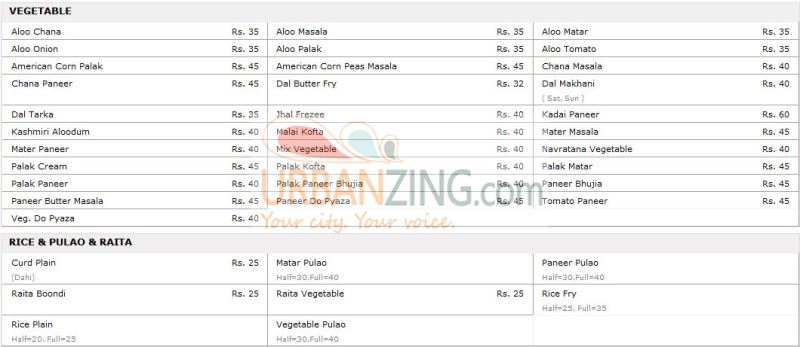 VEGETABLE
Aloo Chana Rs. 35 Aloo Masala Rs. 35 Aloo Matar Rs. 35
Aloo Onion Rs. 35 Aloo Palak Rs. 35 Aloo Tomato Rs. 35
American Corn Palak Rs. 45 American Corn Peas Masala Rs. 45 Chana Masala Rs. 40
Chana Paneer Rs. 45 Dal Butter Fry Rs. 32 Dal Makhani Rs. 40
( Sat, Sun )
Dal Tarka Rs. 35 Jhal Frezee Rs. 40 Kadai Paneer Rs. 60
Kashmiri Aloodum Rs. 40 Malai Kofta Rs. 40 Mater Masala Rs. 45
Mater Paneer Rs. 40 Mix Vegetable Rs. 40 Navratana Vegetable Rs. 40
Palak Cream Rs. 45 Palak Kofta Rs. 40 Palak Matar Rs. 45
Palak Paneer Rs. 40 Palak Paneer Bhujia Rs. 40 Paneer Bhujia Rs. 45
Paneer Butter Masala Rs. 45 Paneer Do Pyaza Rs. 45 Tomato Paneer Rs. 45
Veg. Do Pyaza Rs. 40
URBANZING.com
Your city. Your voice.
RICE & PULAO & RAITA
Curd Plain Rs. 25 Matar Pulao Paneer Pulao
(Dahi) Half=30,Full=40 Half=30,Full=40
Raita Boondi Rs. 25 Raita Vegetable Rs. 25 Rice Fry
Half=25, Full=35
Rice Plain Vegetable Pulao
Half=20, Full=25 Half=30,Full=40